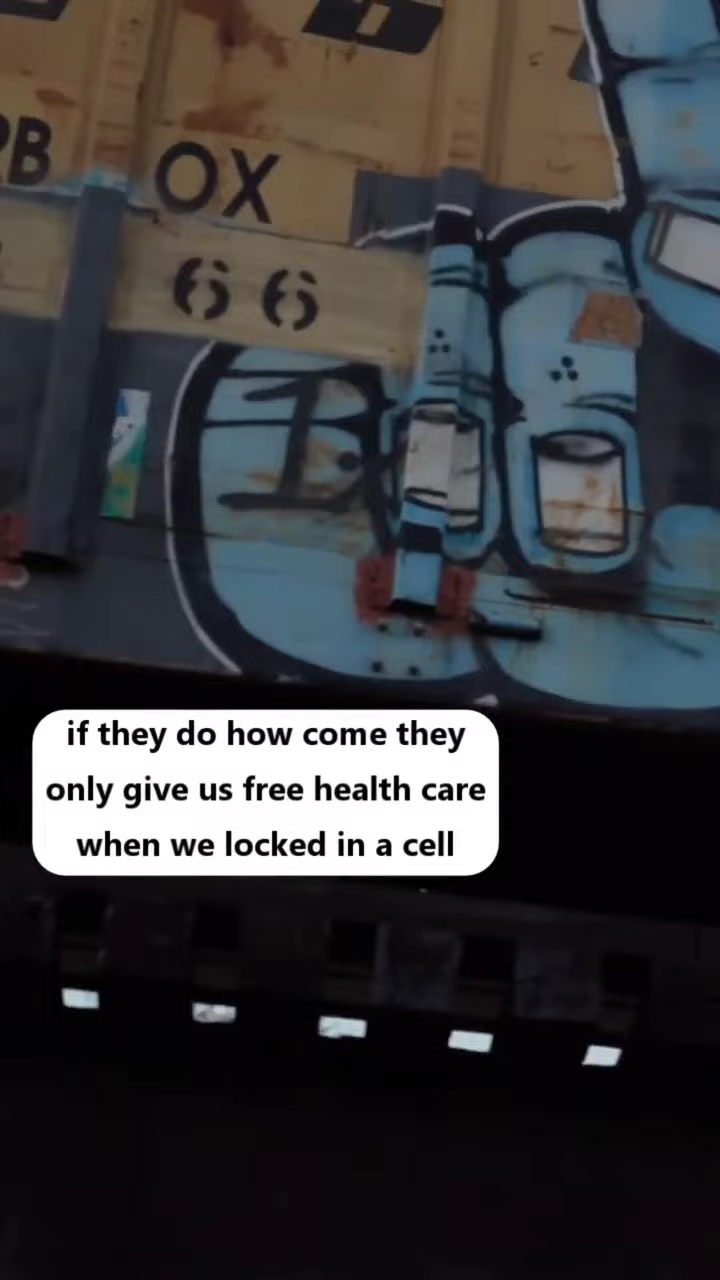 RB OX
66
if they do how come they
only give us free health care
when we locked in a cell